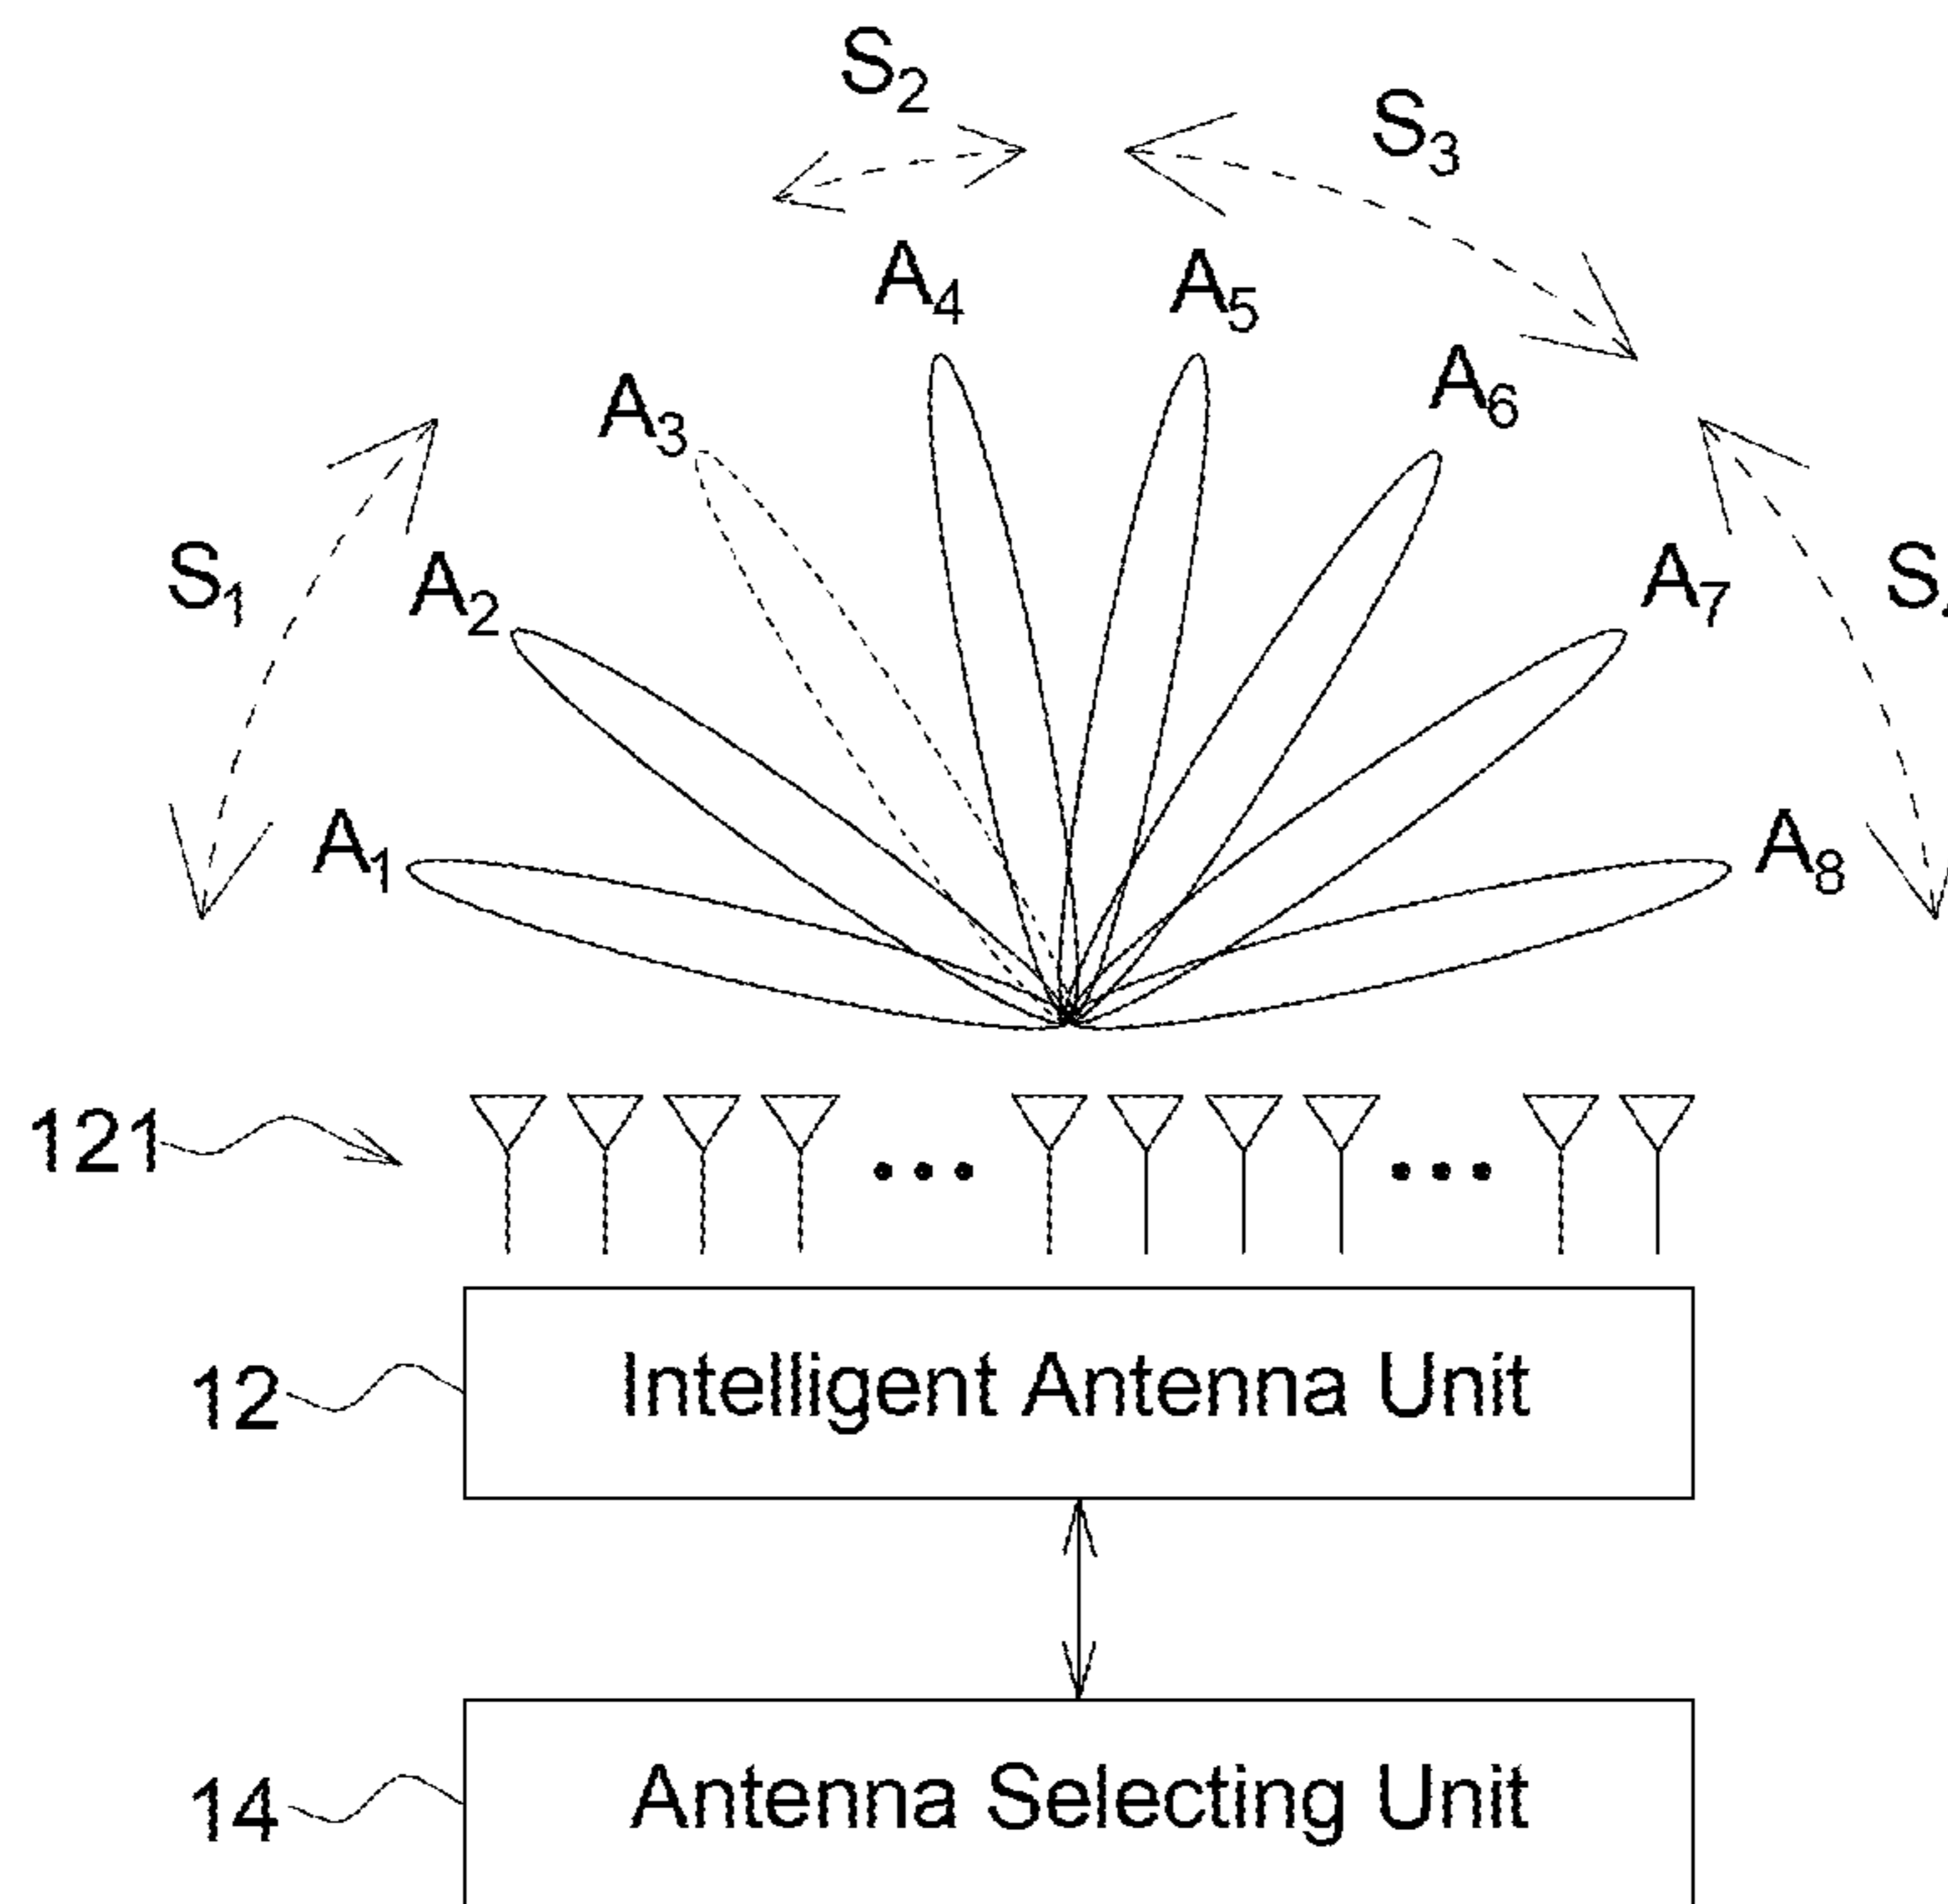 S2
S3
A4
A5
A6
A3
S1
A2
A7
S
A1
A8
121
•••
•••
12
Intelligent Antenna Unit
14
Antenna Selecting Unit